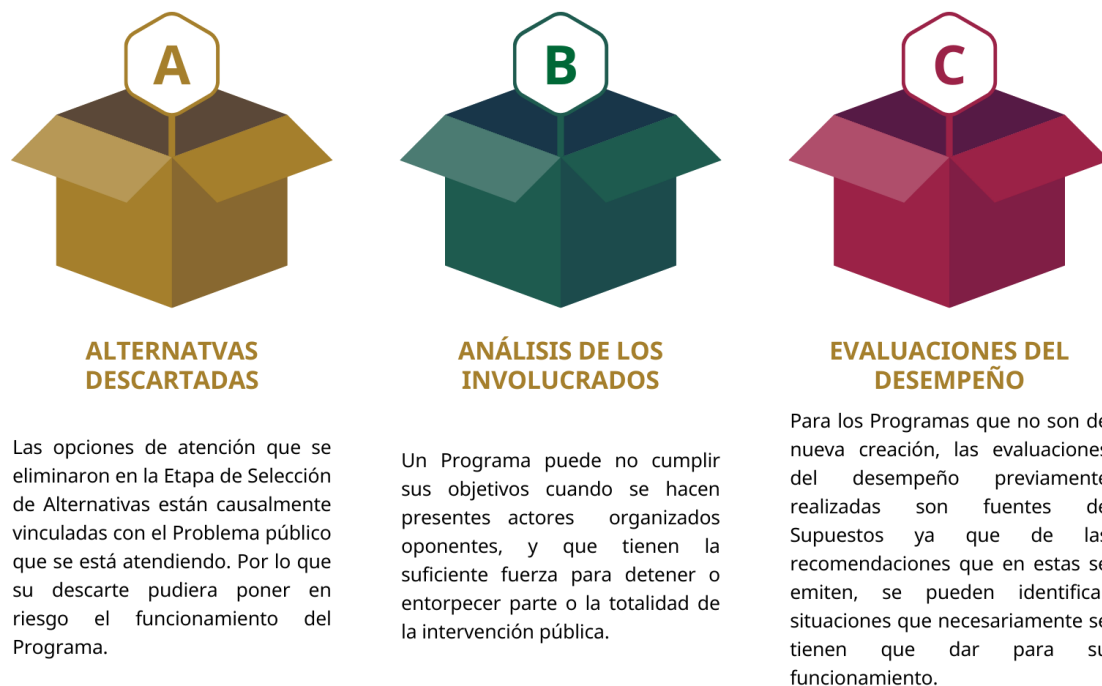 A
ALTERNATVAS
DESCARTADAS
Las opciones de atención que se
eliminaron en la Etapa de Selección
de Alternativas están causalmente
vinculadas con el Problema público
que se está atendiendo. Por lo que
su descarte pudiera poner en
riesgo el funcionamiento del
Programa.
B
ANÁLISIS DE LOS
INVOLUCRADOS
Un Programa puede no cumplir
sus objetivos cuando se hacen
presentes actores organizados
oponentes, y que tienen la
suficiente fuerza para detener o
entorpecer parte o la totalidad de
la intervención pública.
C
EVALUACIONES DEL
DESEMPEÑO
Para los Programas que no son de
nueva creación, las evaluaciones
del desempeño previamente
realizadas son fuentes de
Supuestos ya que de las
recomendaciones que en estas se
emiten, se pueden identifica
situaciones que necesariamente se
tienen que dar para su
funcionamiento.